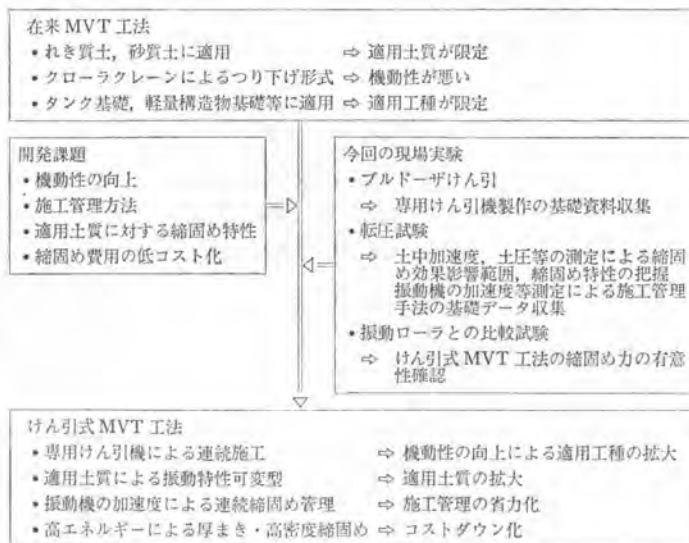 在来 MVT 工法
• れき質土，砂質土に適用 ⇨ 適用土質が限定
• クローラクレーンによるつり下げ形式 ⇨ 機動性が悪い
• タンク基礎，軽量構造物基礎等に適用 ⇨ 適用工種が限定
開発課題
• 機動性の向上
• 施工管理方法
• 適用土質に対する締固め特性
• 締固め費用の低コスト化
今回の現場実験
• ブルドーザけん引
⇨ 専用けん引機製作の基礎資料収集
• 転圧試験
⇨ 土中加速度，土圧等の測定による締固
め効果影響範囲，締固め特性の把握
振動機の加速度等測定による施工管理
手法の基礎データ収集
• 振動ローラとの比較試験
⇨ けん引式 MVT 工法の締固め力の有意
性確認
けん引式 MVT 工法
• 専用けん引機による連続施工 ⇨ 機動性の向上による適用工種の拡大
• 適用土質による振動特性可変型 ⇨ 適用土質の拡大
• 振動機の加速度による連続締固め管理 ⇨ 施工管理の省力化
• 高エネルギーによる厚まき・高密度締固め ⇨ コストダウン化